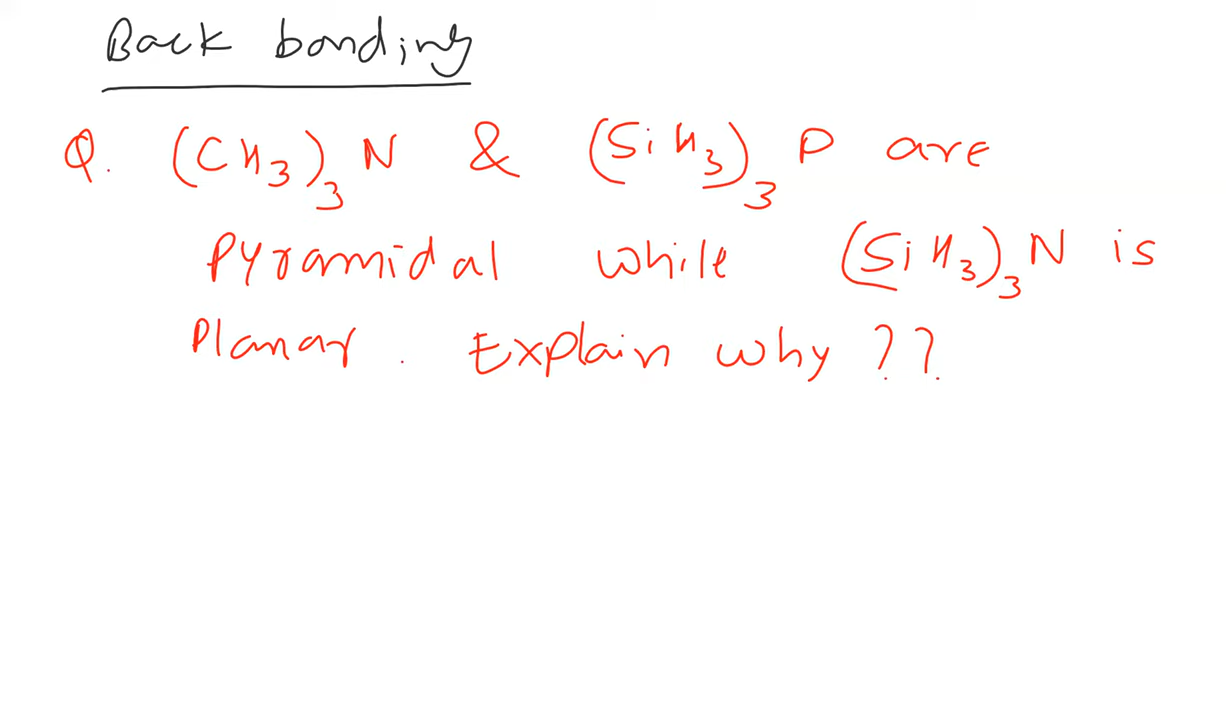 Back bonding
Q. (CH₃)₃N & (SiH₃)₃P are
Pyramidal while (SiH₃)₃N is
Planar. Explain why ??